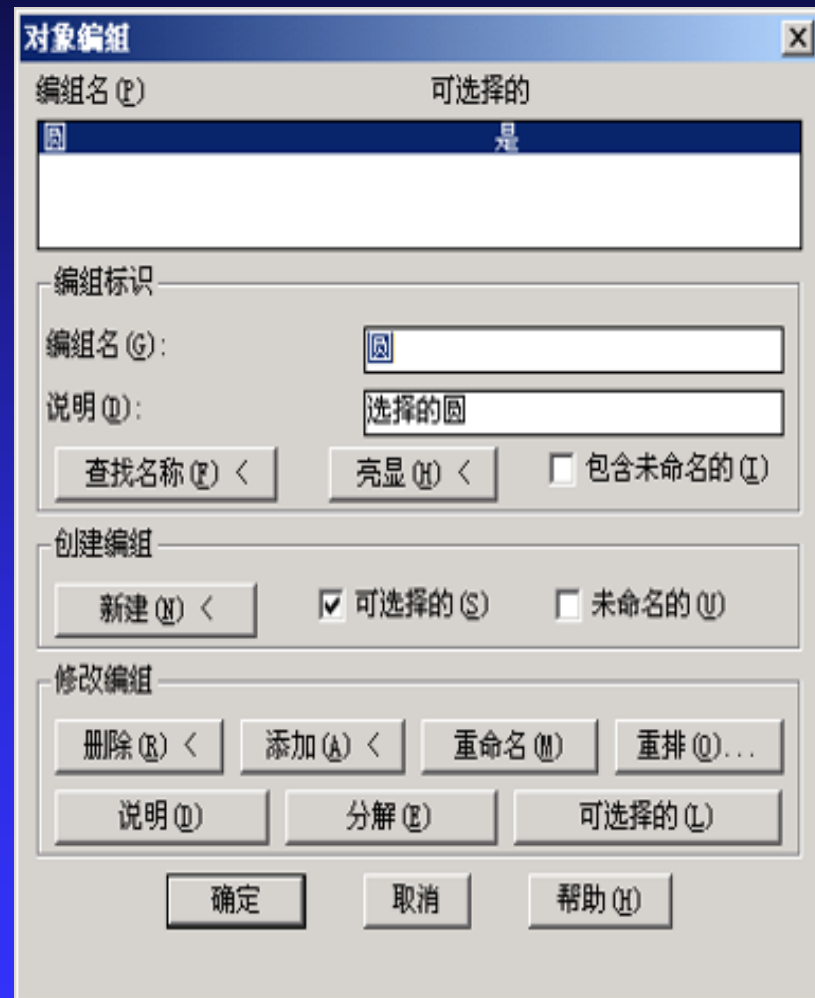 对象编组
编组名(P) 可选择的
圆 是
编组标识
编组名(G): 圆
说明(D): 选择的圆
查找名称(F) < 亮显(H) < 包含未命名的(I)
创建编组
新建(N) < 可选择的(S) 未命名的(U)
修改编组
删除(R) < 添加(A) < 重命名(M) 重排(O)...
说明(D) 分解(E) 可选择的(L)
确定 取消 帮助(H)